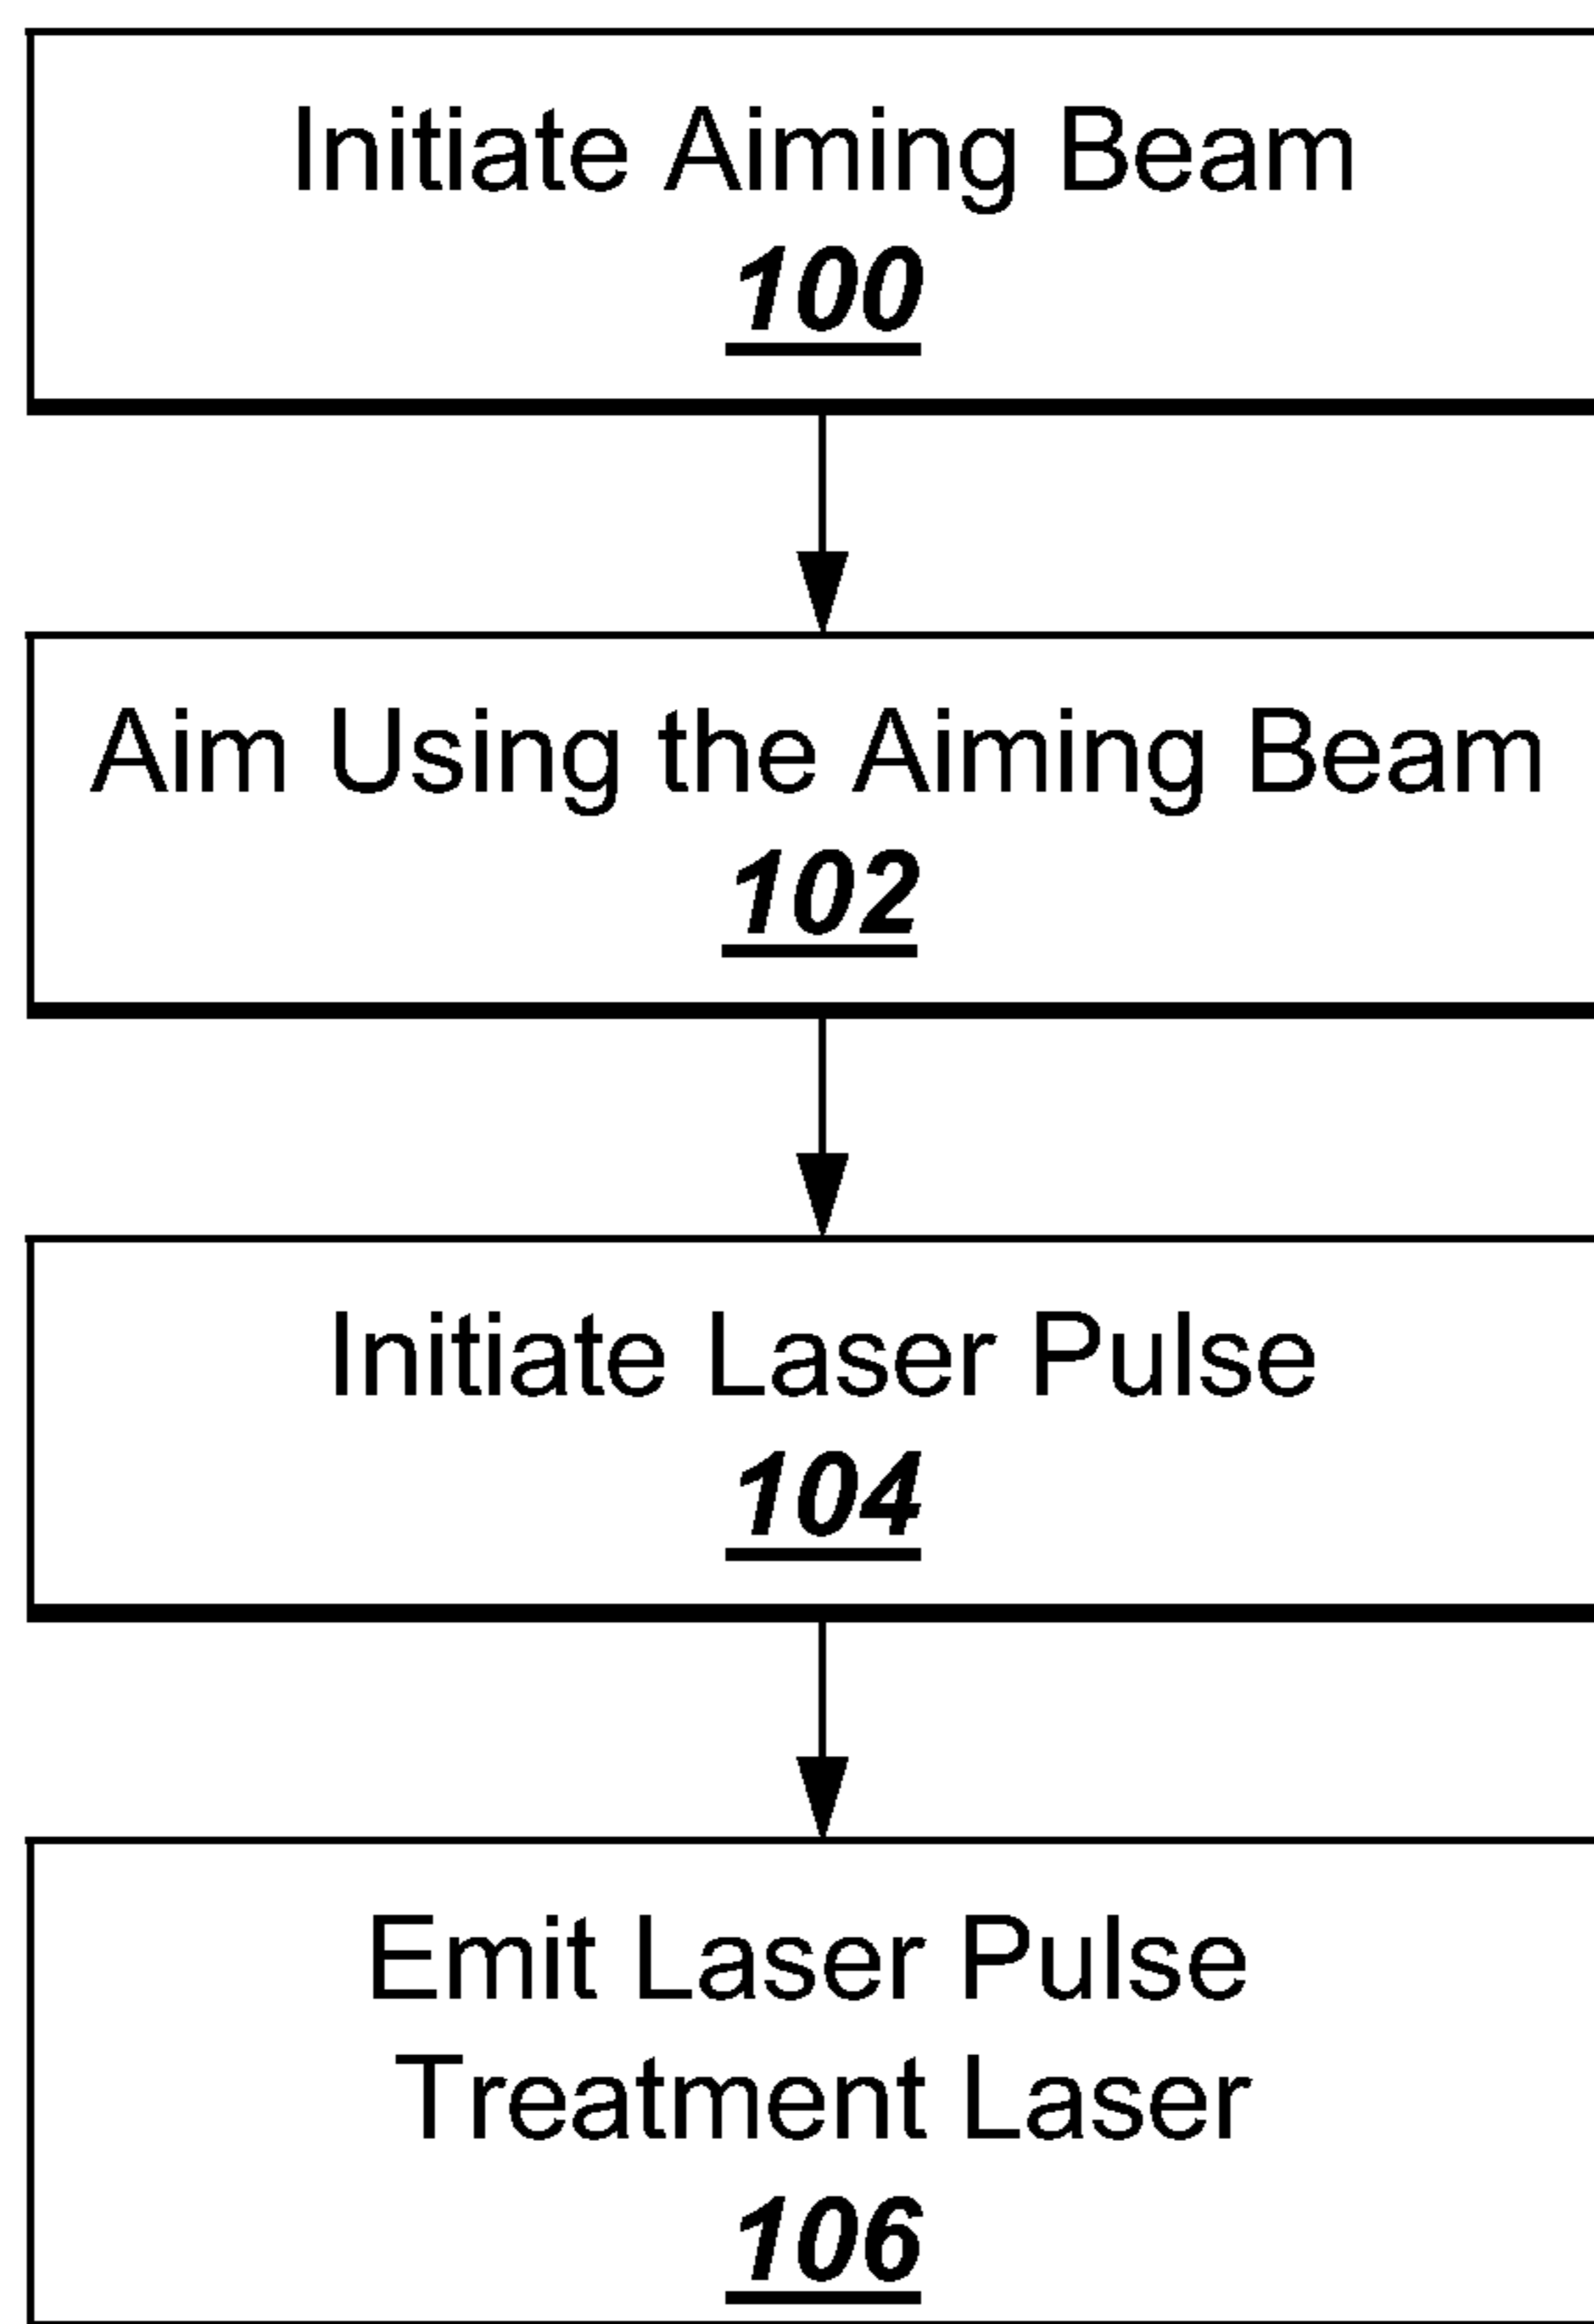 Initiate Aiming Beam
100
Aim Using the Aiming Beam
102
Initiate Laser Pulse
104
Emit Laser Pulse
Treatment Laser
106